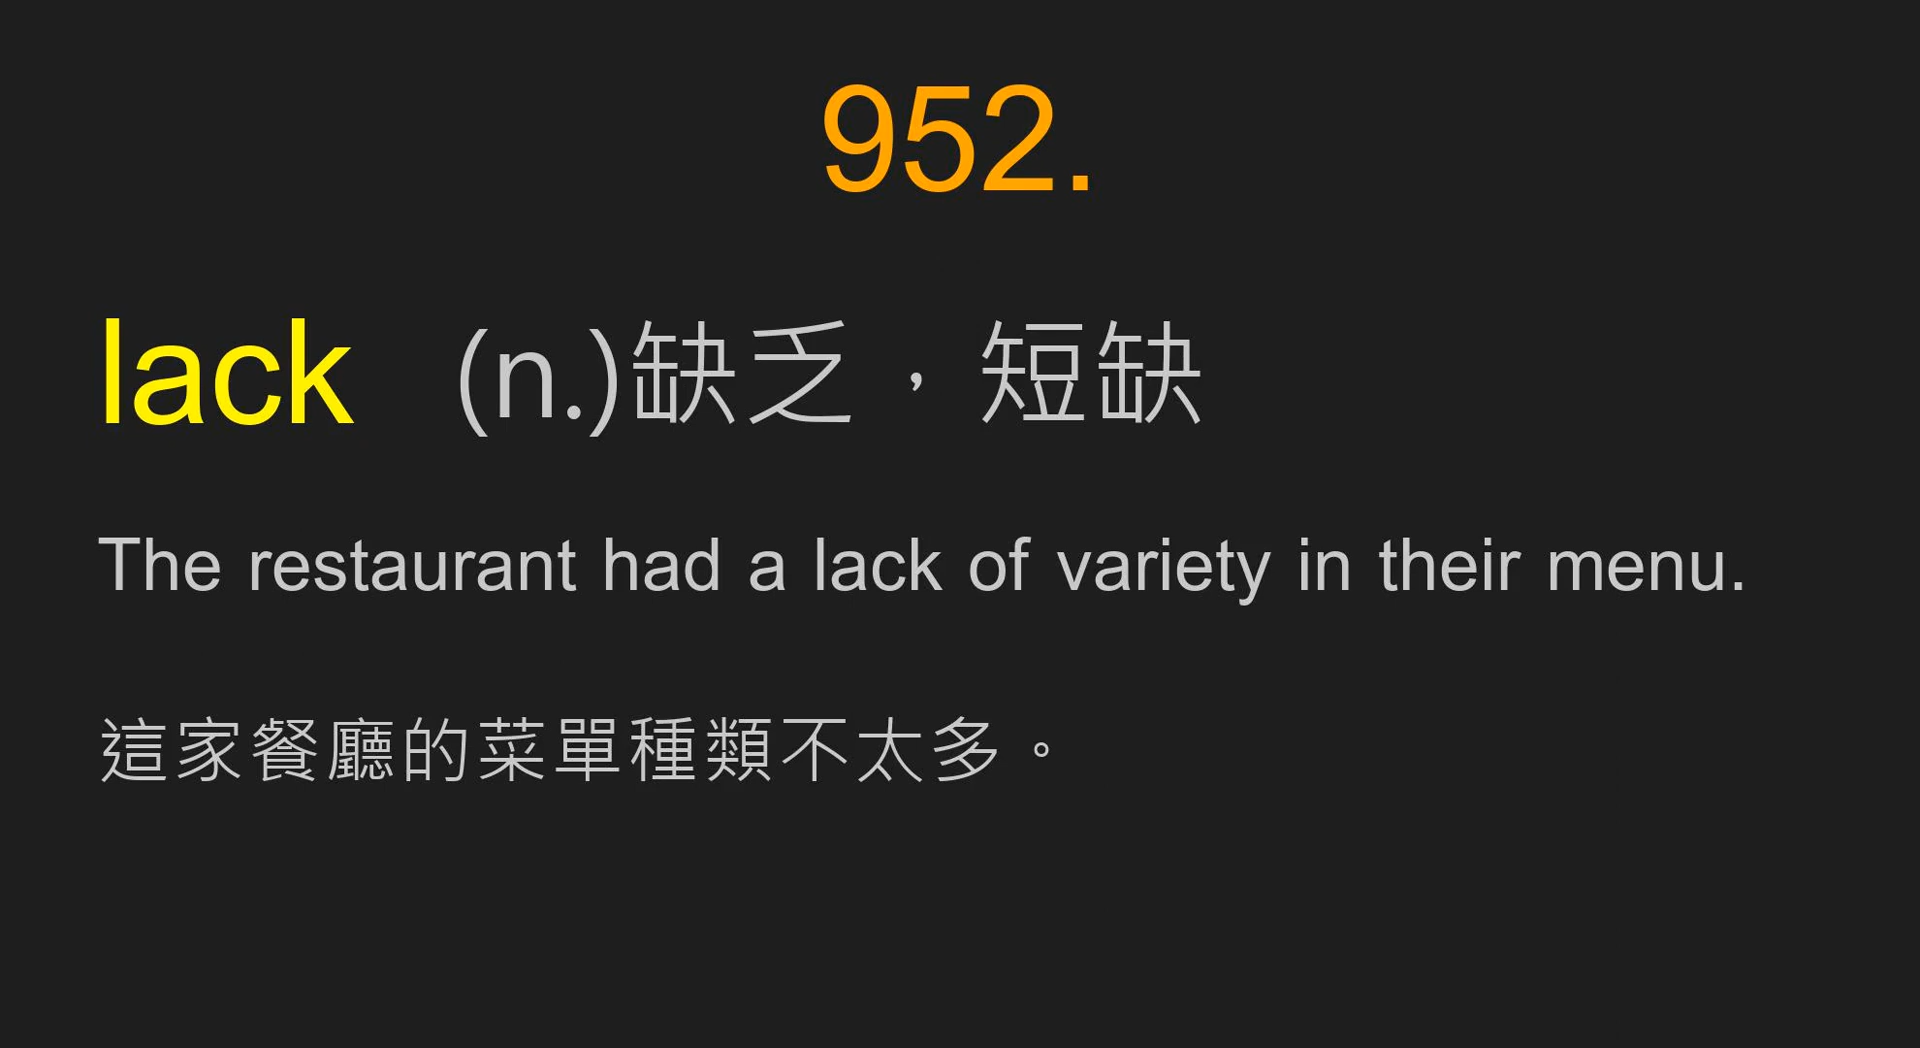 952.
lack (n.)缺乏，短缺
The restaurant had a lack of variety in their menu.
這家餐廳的菜單種類不太多。